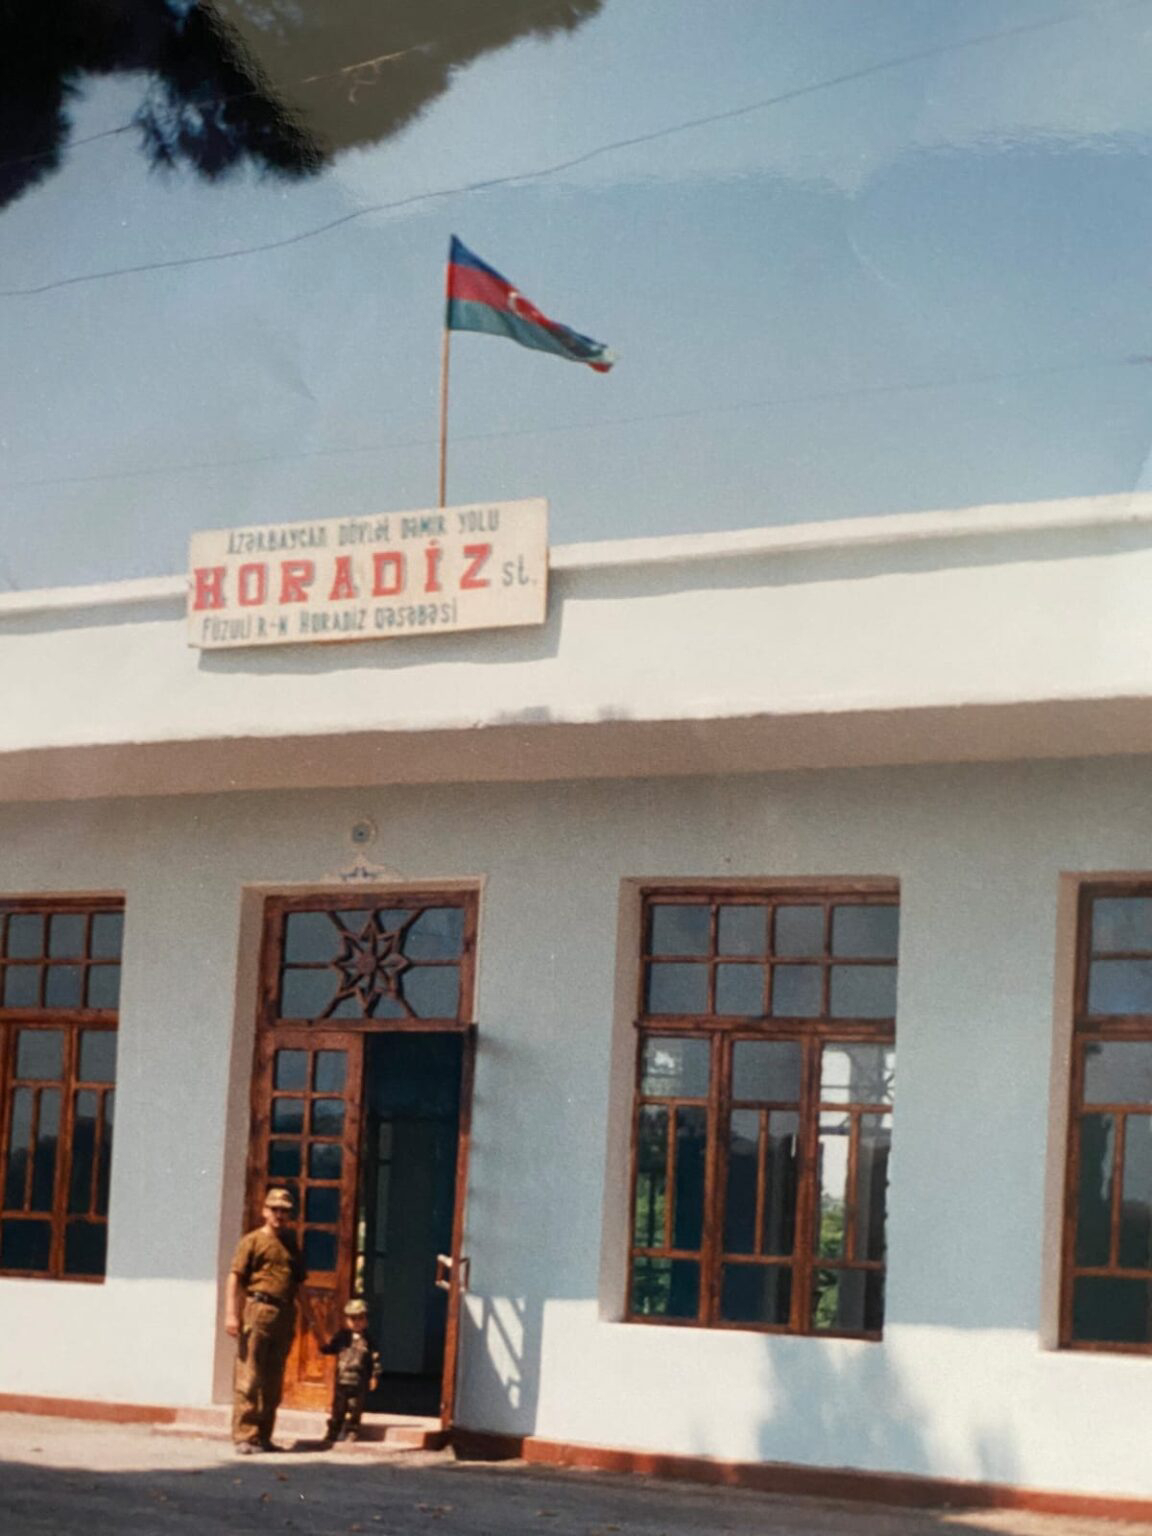 AZƏRBAYCAN DÖVLƏT DƏMİR YOLU
HORADİZ st.
FÜZULİ R-N HORADİZ QƏSƏBƏSİ